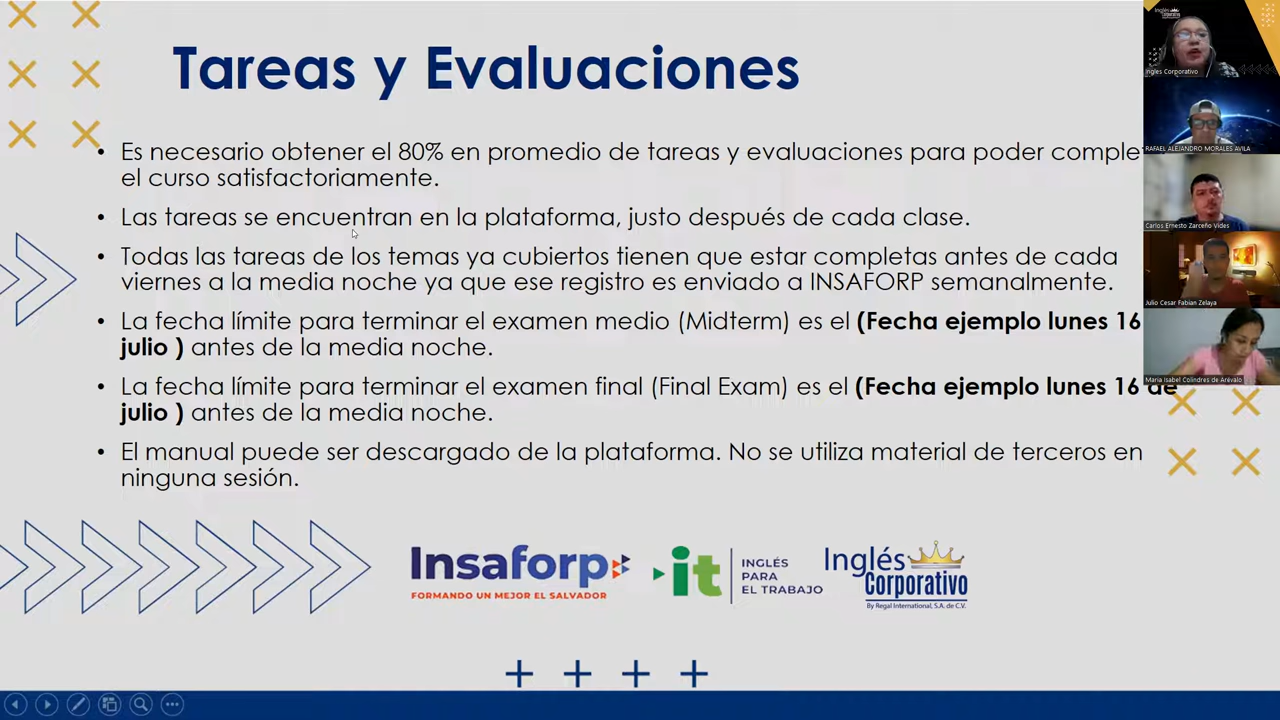 Tareas y Evaluaciones
• Es necesario obtener el 80% en promedio de tareas y evaluaciones para poder comple
el curso satisfactoriamente.
• Las tareas se encuentran en la plataforma, justo después de cada clase.
• Todas las tareas de los temas ya cubiertos tienen que estar completas antes de cada
viernes a la media noche ya que ese registro es enviado a INSAFORP semanalmente.
• La fecha límite para terminar el examen medio (Midterm) es el (Fecha ejemplo lunes 16
julio ) antes de la media noche.
• La fecha límite para terminar el examen final (Final Exam) es el (Fecha ejemplo lunes 16 de
julio ) antes de la media noche.
• El manual puede ser descargado de la plataforma. No se utiliza material de terceros en
ninguna sesión.
Insaforp
FORMANDO UN MEJOR EL SALVADOR
it
INGLÉS
PARA
EL TRABAJO
Inglés
Corporativo
By Regal International, S.A. de C.V.
Inglés
Corporativo
Ingles Corporativo
RAFAEL ALEJANDRO MORALES AVILA
Carlos Ernesto Zarceño Vides
Julio Cesar Fabian Zelaya
Maria Isabel Colindres de Arévalo